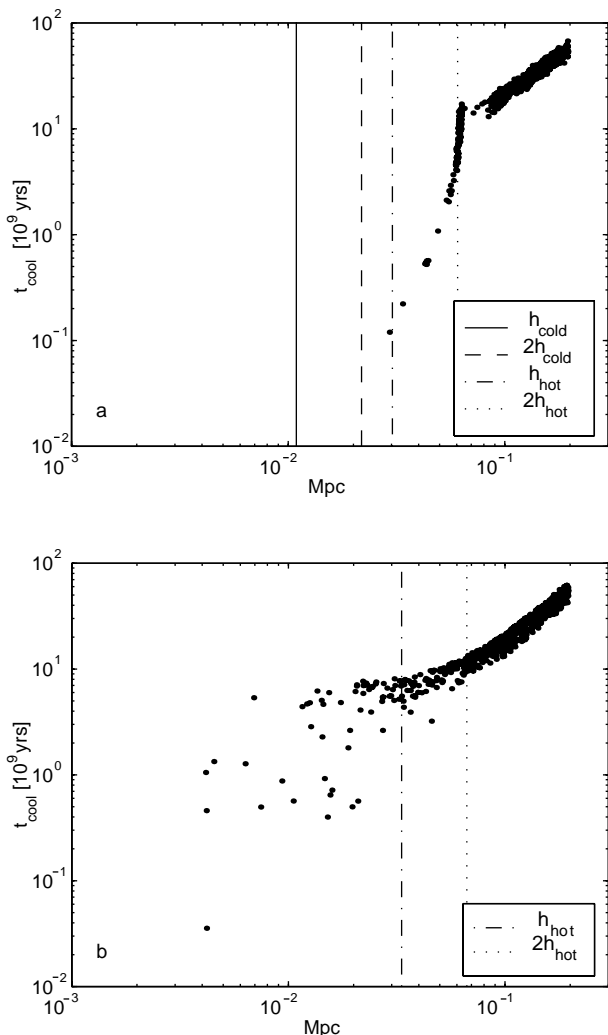 10^2
10^1
10^0
10^-1
10^-2
t_cool [10^9 yrs]
a
h_cold
2h_cold
h_hot
2h_hot
10^-3
10^-2
10^-1
Mpc
10^2
10^1
10^0
10^-1
10^-2
t_cool [10^9 yrs]
b
h_hot
2h_hot
10^-3
10^-2
10^-1
Mpc